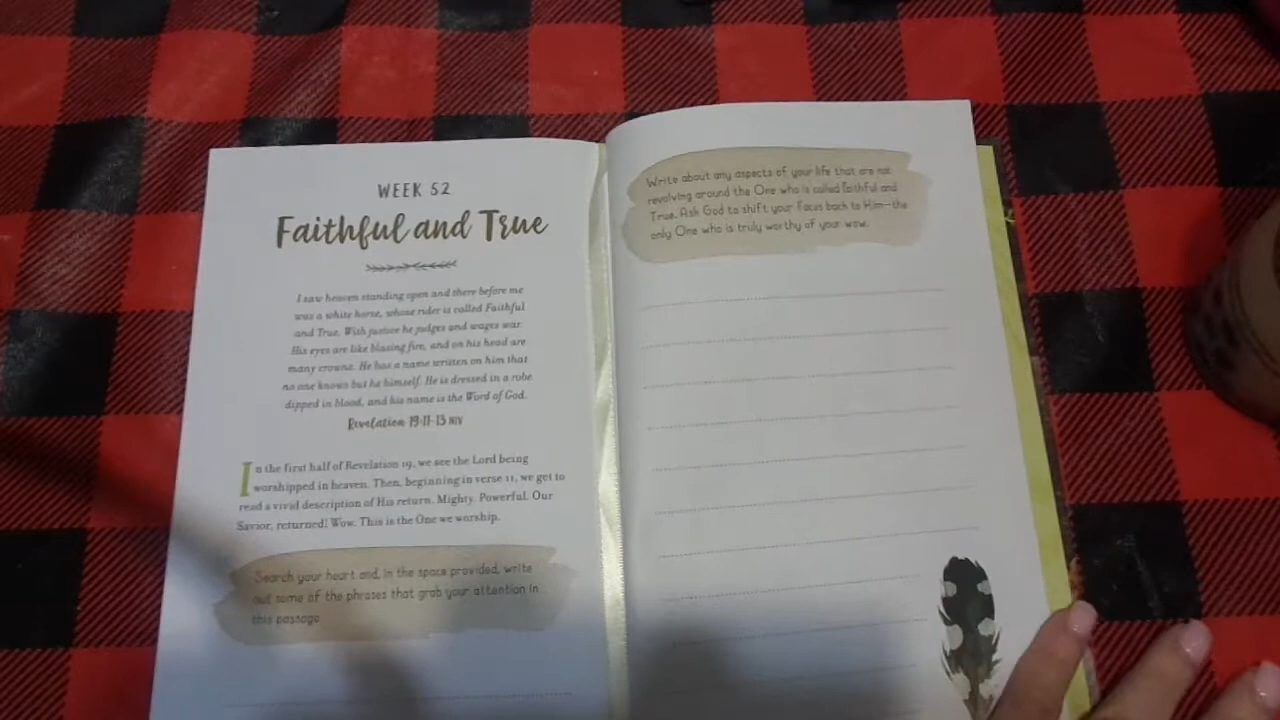 WEEK 52
Faithful and True
I saw heaven standing open and there before me
was a white horse, whose rider is called Faithful
and True. With justice he judges and wages war.
His eyes are like blazing fire, and on his head are
many crowns. He has a name written on him that
no one knows but he himself. He is dressed in a robe
dipped in blood, and his name is the Word of God.
Revelation 19:11-13 NIV
In the first half of Revelation 19, we see the Lord being
worshipped in heaven. Then, beginning in verse 11, we get to
read a vivid description of His return. Mighty. Powerful. Our
Savior, returned! Wow. This is the One we worship.
Search your heart and, in the space provided, write
out some of the phrases that grab your attention in
this passage.
Write about any aspects of your life that are not
revolving around the One who is called Faithful and
True. Ask God to shift your focus back to Him—the
only One who is truly worthy of your wow.